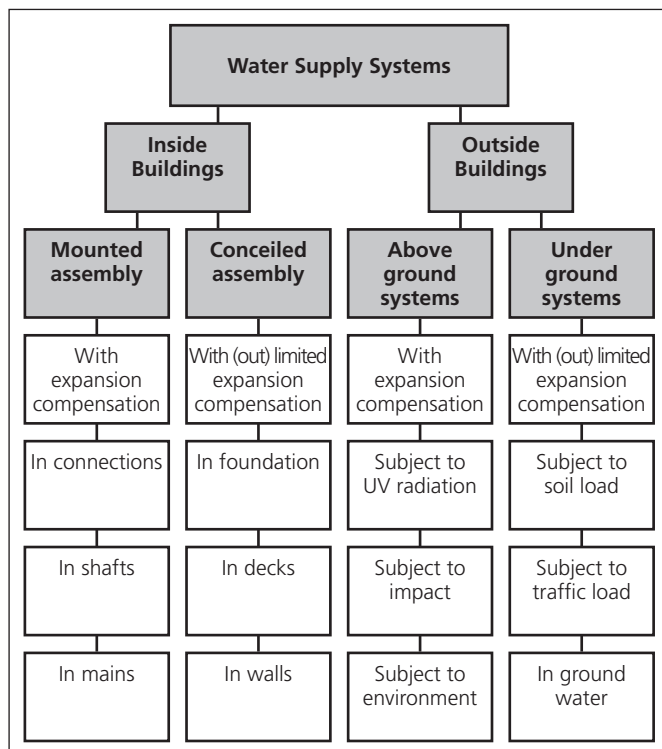 Water Supply Systems
Inside
Buildings
Outside
Buildings
Mounted
assembly
Conceiled
assembly
Above
ground
systems
Under
ground
systems
With
expansion
compensation
With (out) limited
expansion
compensation
With
expansion
compensation
With (out) limited
expansion
compensation
In connections
In foundation
Subject to
UV radiation
Subject to
soil load
In shafts
In decks
Subject to
impact
Subject to
traffic load
In mains
In walls
Subject to
environment
In ground
water